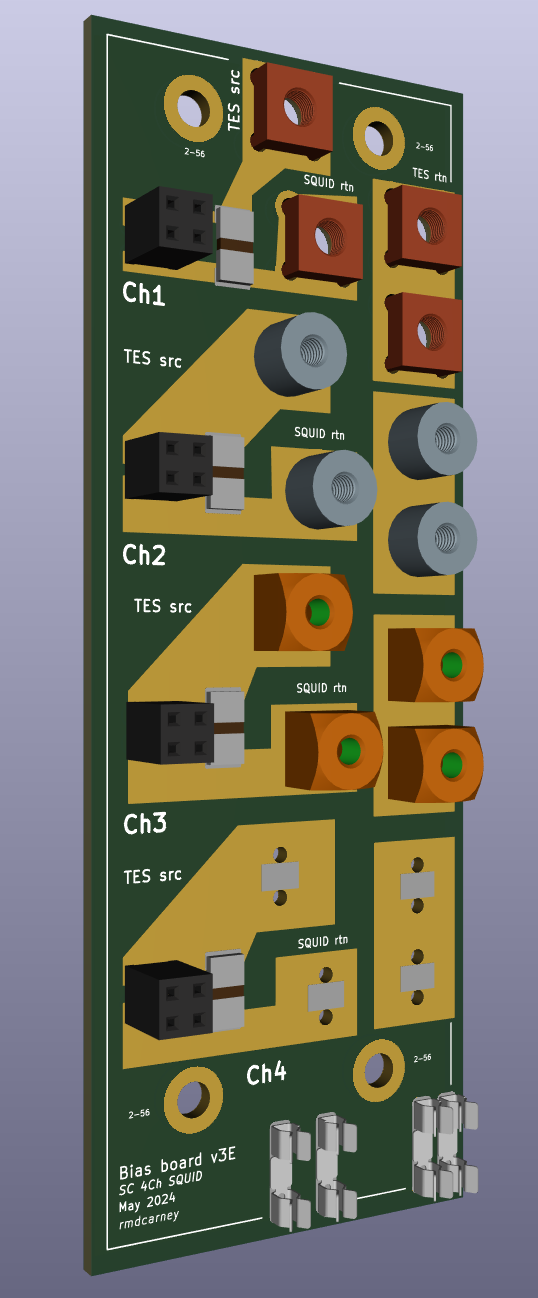 TES src
2-56
2-56
TES rtn
SQUID rtn
Ch1
TES src
SQUID rtn
Ch2
TES src
SQUID rtn
Ch3
TES src
SQUID rtn
Ch4
2-56
2-56
Bias board v3E
SC 4Ch SQUID
May 2024
rmdcarney